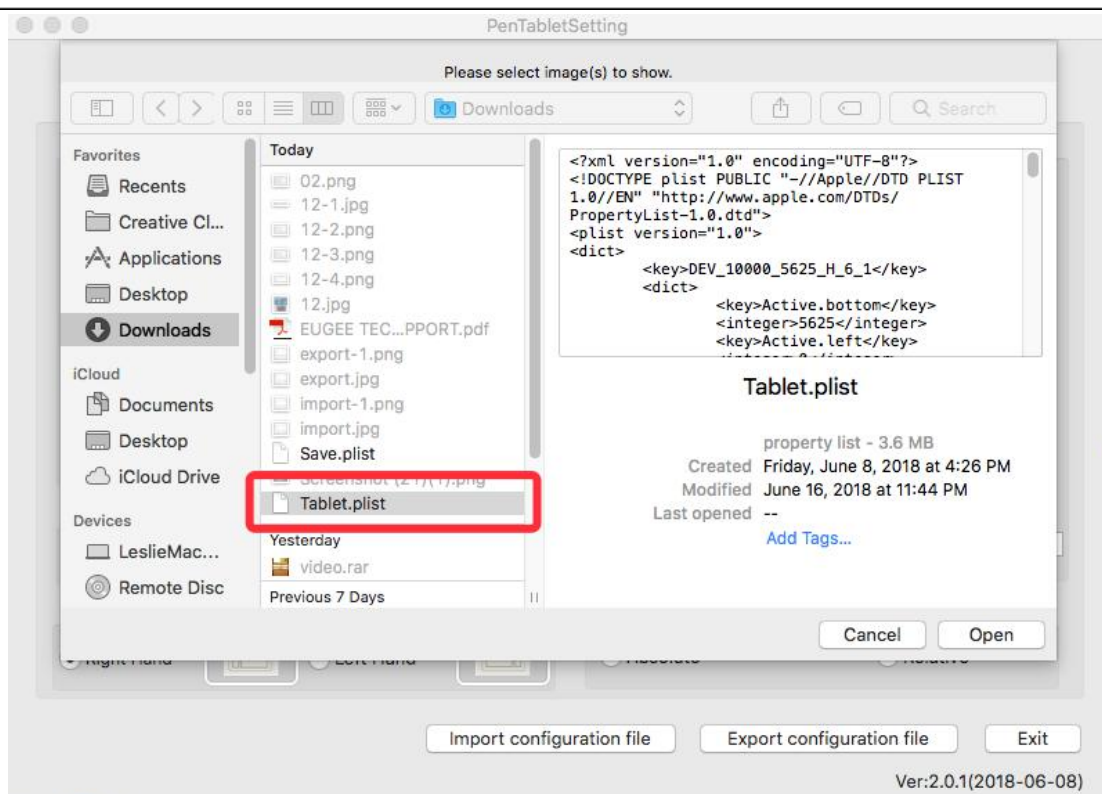 PenTabletSetting
Please select image(s) to show.
Downloads
Search
Favorites
Recents
Creative Cl...
Applications
Desktop
Downloads
iCloud
Documents
Desktop
iCloud Drive
Devices
LeslieMac...
Remote Disc
Today
02.png
12-1.jpg
12-2.png
12-3.png
12-4.png
12.jpg
EUGEE TEC...PPORT.pdf
export-1.png
export.jpg
import-1.png
import.jpg
Save.plist
Screenshot (21)(1).png
Tablet.plist
Yesterday
video.rar
Previous 7 Days
<?xml version="1.0" encoding="UTF-8"?>
<!DOCTYPE plist PUBLIC "-//Apple//DTD PLIST
1.0//EN" "http://www.apple.com/DTDs/
PropertyList-1.0.dtd">
<plist version="1.0">
<dict>
<key>DEV_10000_5625_H_6_1</key>
<dict>
<key>Active.bottom</key>
<integer>5625</integer>
<key>Active.left</key>
<integer>0</integer>
Tablet.plist
property list - 3.6 MB
Created Friday, June 8, 2018 at 4:26 PM
Modified June 16, 2018 at 11:44 PM
Last opened --
Add Tags...
Cancel
Open
Right Hand
Left Hand
Absolute
Relative
Import configuration file
Export configuration file
Exit
Ver:2.0.1(2018-06-08)